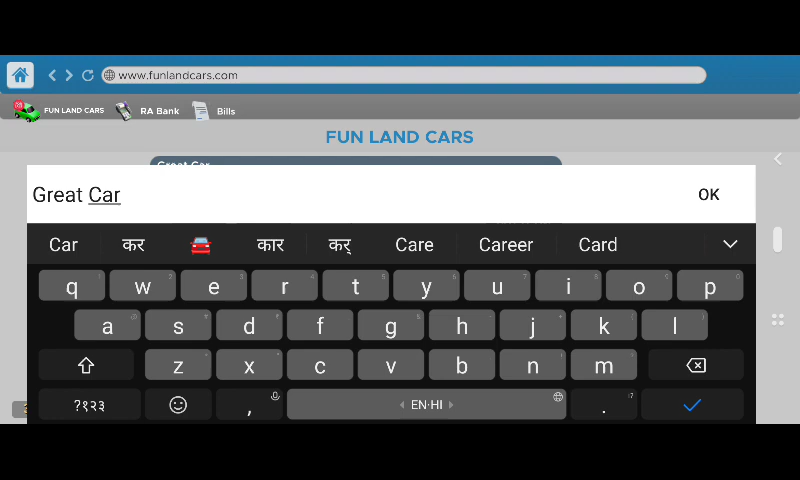 www.funlandcars.com
FUN LAND CARS RA Bank Bills
FUN LAND CARS
Great Car
Great Car OK
Car कर कार कर् Care Career Card
q w e r t y u i o p
a s d f g h j k l
z x c v b n m
?१२३ , EN·HI .